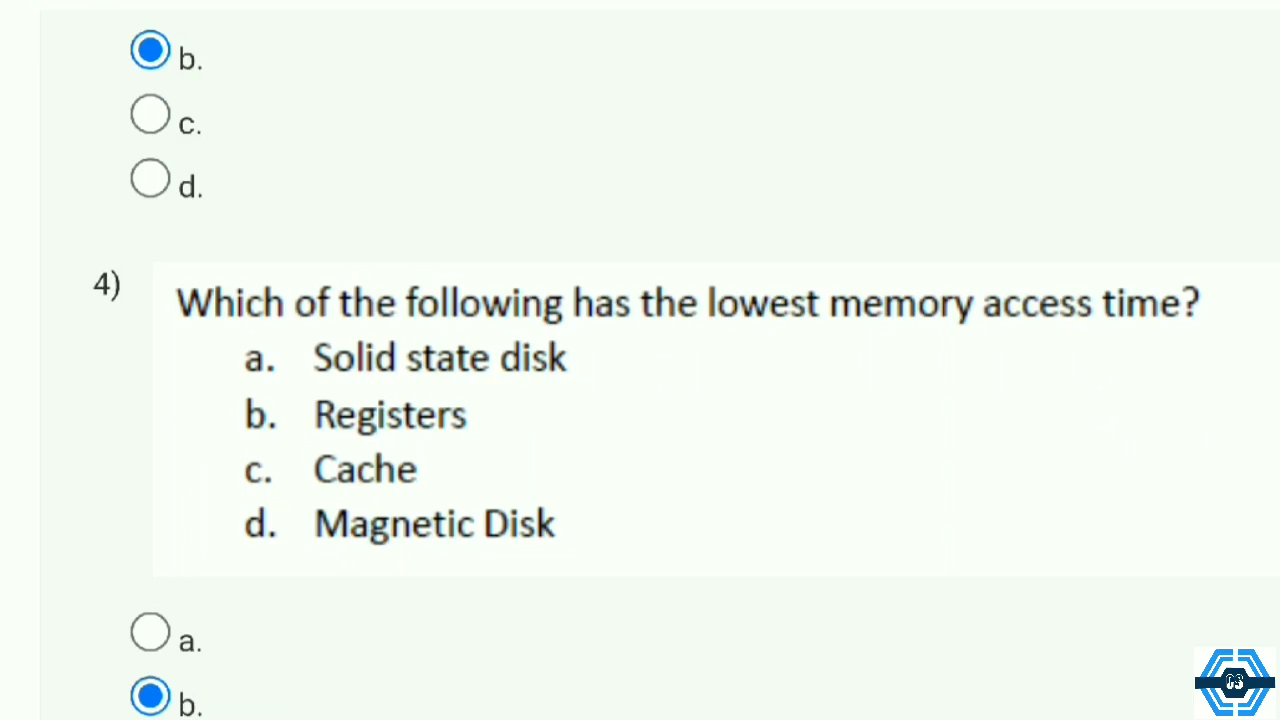 b.
c.
d.
4)
Which of the following has the lowest memory access time?
a. Solid state disk
b. Registers
c. Cache
d. Magnetic Disk
a.
b.